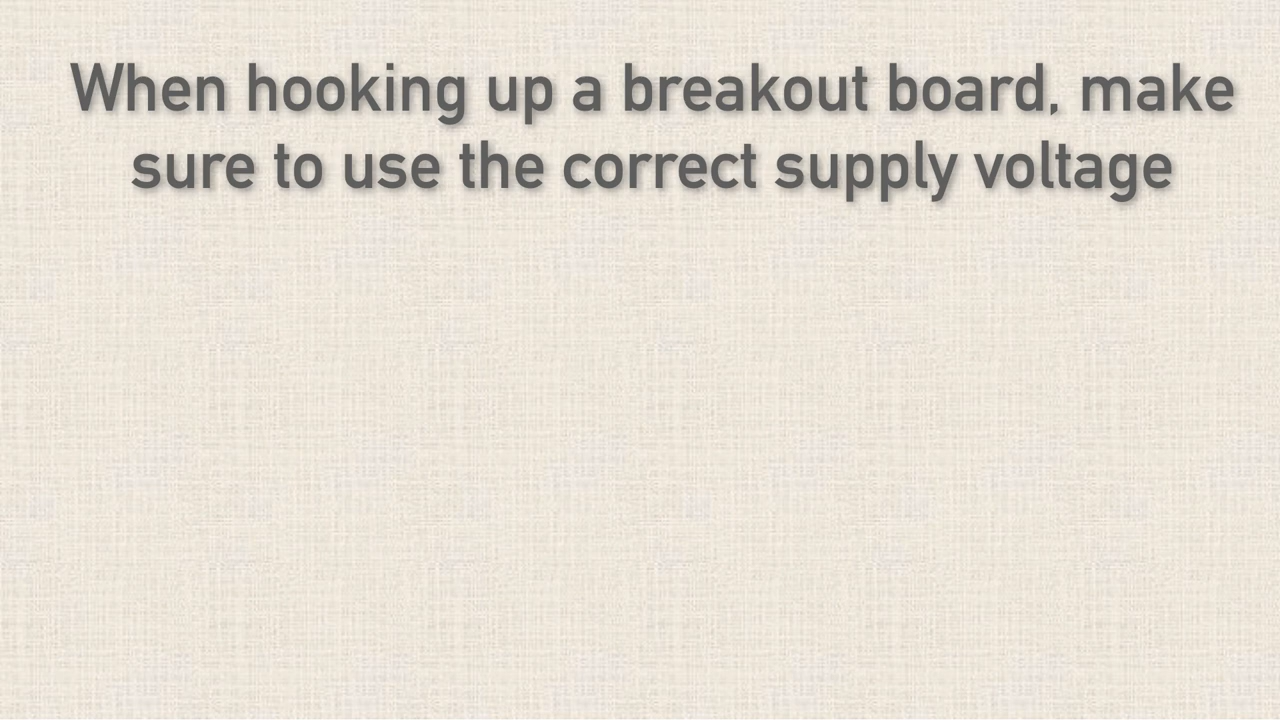 When hooking up a breakout board, make
sure to use the correct supply voltage